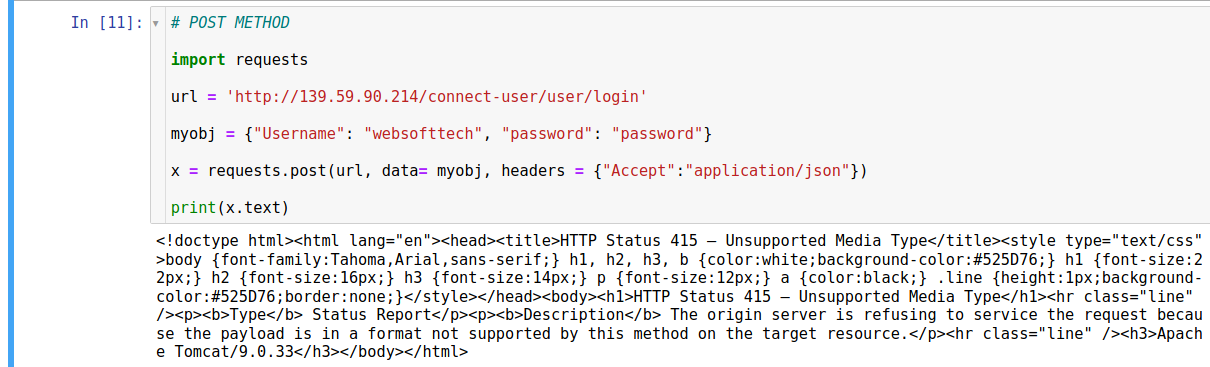 In [11]: # POST METHOD
import requests
url = 'http://139.59.90.214/connect-user/user/login'
myobj = {"Username": "websofttech", "password": "password"}
x = requests.post(url, data= myobj, headers = {"Accept":"application/json"})
print(x.text)
<!doctype html><html lang="en"><head><title>HTTP Status 415 – Unsupported Media Type</title><style type="text/css"
>body {font-family:Tahoma,Arial,sans-serif;} h1, h2, h3, b {color:white;background-color:#525D76;} h1 {font-size:2
2px;} h2 {font-size:16px;} h3 {font-size:14px;} p {font-size:12px;} a {color:black;} .line {height:1px;background-
color:#525D76;border:none;}</style></head><body><h1>HTTP Status 415 – Unsupported Media Type</h1><hr class="line"
/><p><b>Type</b> Status Report</p><p><b>Description</b> The origin server is refusing to service the request becau
se the payload is in a format not supported by this method on the target resource.</p><hr class="line" /><h3>Apach
e Tomcat/9.0.33</h3></body></html>